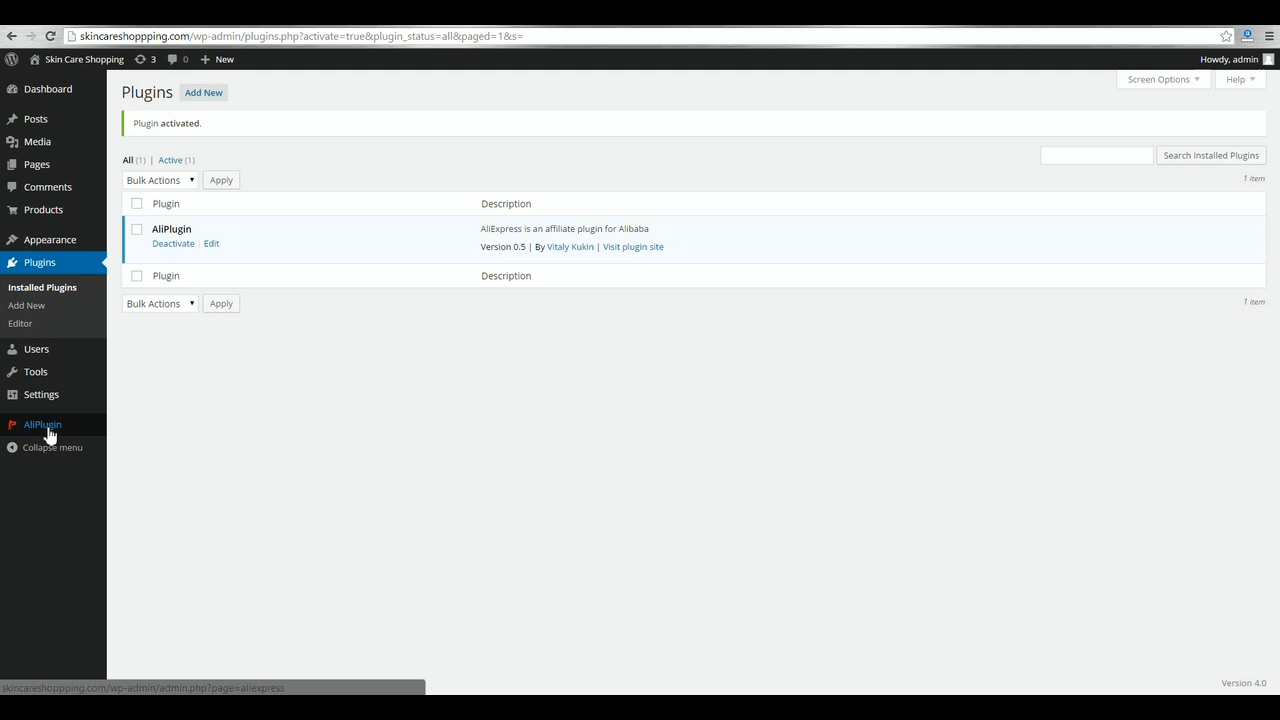 skincareshoppping.com/wp-admin/plugins.php?activate=true&plugin_status=all&paged=1&s=
Skin Care Shopping 3 0 New Howdy, admin
Screen Options Help
Dashboard
Posts
Media
Pages
Comments
Products
Appearance
Plugins
Installed Plugins
Add New
Editor
Users
Tools
Settings
AliPlugin
Collapse menu
Plugins Add New
Plugin activated.
All (1) | Active (1)
Search Installed Plugins
Bulk Actions Apply
1 item
Plugin Description
AliPlugin AliExpress is an affiliate plugin for Alibaba
Deactivate | Edit Version 0.5 | By Vitaly Kukin | Visit plugin site
Plugin Description
Bulk Actions Apply
1 item
skincareshoppping.com/wp-admin/admin.php?page=aliexpress
Version 4.0